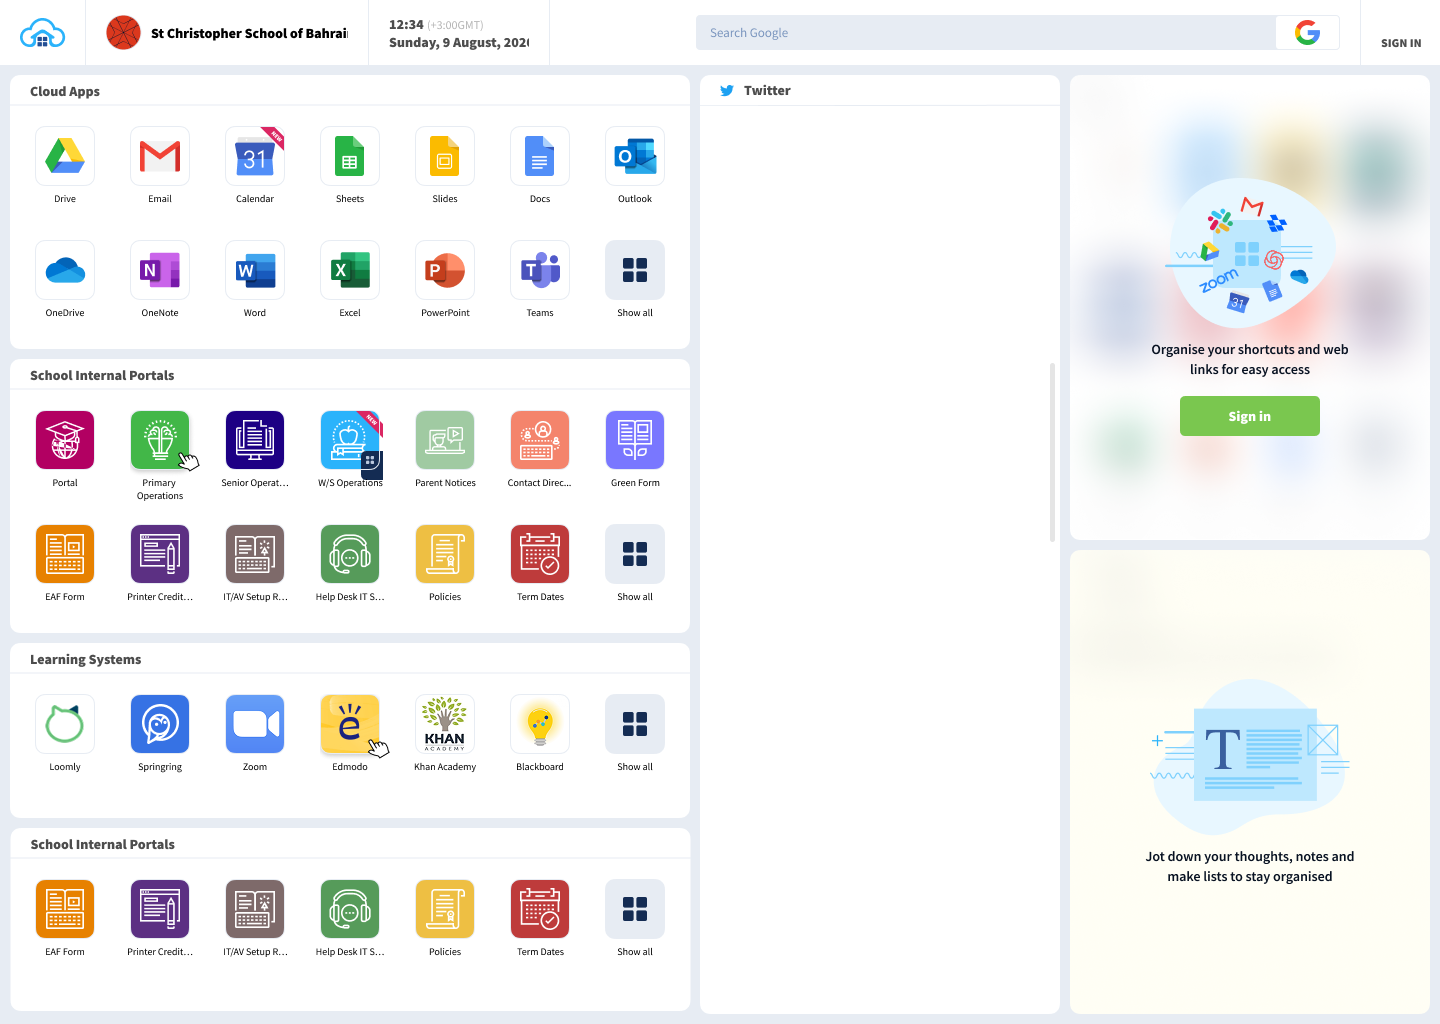 St Christopher School of Bahrai
12:34 (+3:00GMT)
Sunday, 9 August, 202
Search Google
SIGN IN
Cloud Apps
Drive
NEW
31
Email
Calendar
Sheets
Slides
Docs
O
Outlook
N
W
X
P
T
OneDrive
OneNote
Word
Excel
PowerPoint
Teams
Show all
School Internal Portals
NEW
Portal
Primary
Operations
Senior Operat...
W/S Operations
Parent Notices
Contact Direc...
Green Form
EAF Form
Printer Credit...
IT/AV Setup R...
Help Desk IT S...
Policies
Term Dates
Show all
Learning Systems
e
KHAN
ACADEMY
Loomly
Springring
Zoom
Edmodo
Khan Academy
Blackboard
Show all
School Internal Portals
EAF Form
Printer Credit...
IT/AV Setup R...
Help Desk IT S...
Policies
Term Dates
Show all
Twitter
zoom
31
Organise your shortcuts and web
links for easy access
Sign in
T
Jot down your thoughts, notes and
make lists to stay organised